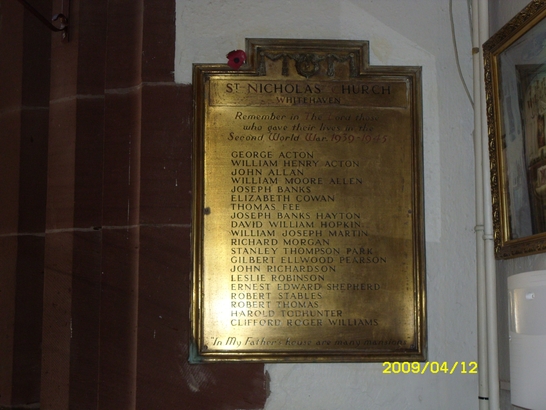 ST NICHOLAS CHURCH
WHITEHAVEN
Remember in The Lord those
who gave their lives in the
Second World War 1939-1945
GEORGE ACTON
WILLIAM HENRY ACTON
JOHN ALLAN
WILLIAM MOORE ALLEN
JOSEPH BANKS
ELIZABETH COWAN
THOMAS FEE
JOSEPH BANKS HAYTON
DAVID WILLIAM HOPKIN
WILLIAM JOSEPH MARTIN
RICHARD MORGAN
STANLEY THOMPSON PARK
GILBERT ELLWOOD PEARSON
JOHN RICHARDSON
LESLIE ROBINSON
ERNEST EDWARD SHEPHERD
ROBERT STABLES
ROBERT THOMAS
HAROLD TODHUNTER
CLIFFORD ROGER WILLIAMS
"In My Father's house are many mansions"
2009/04/12